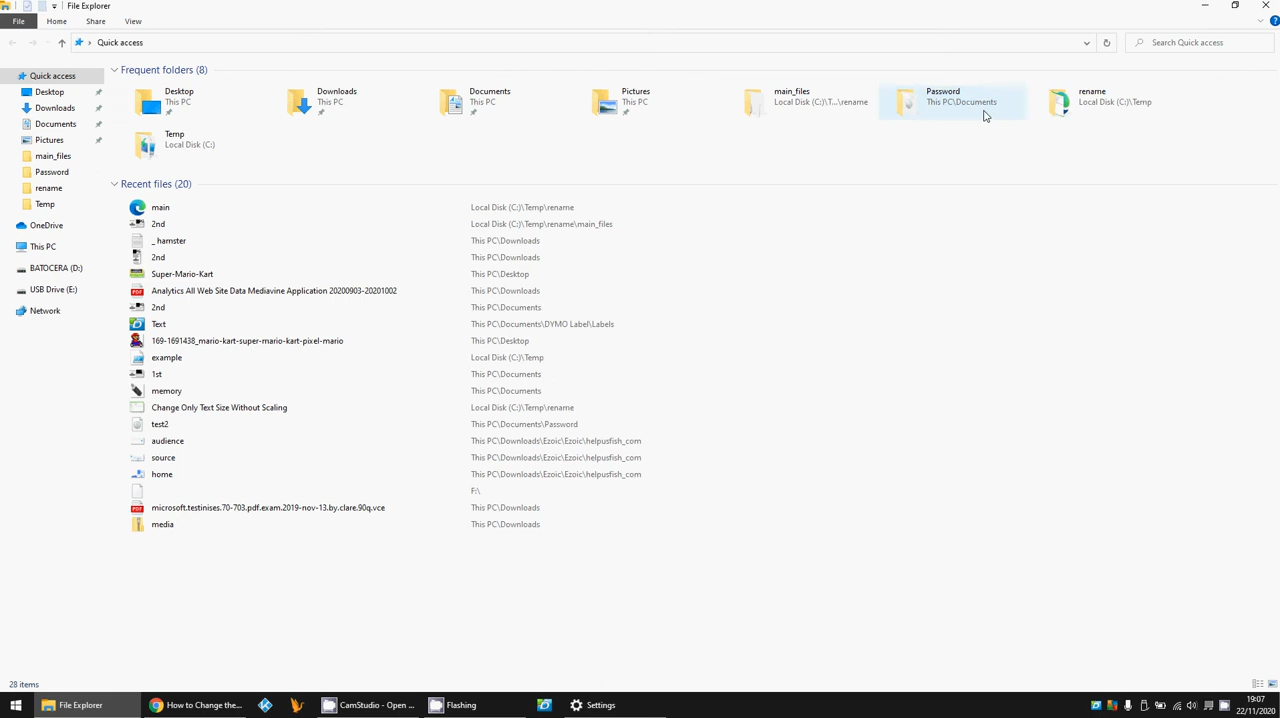 File Explorer
File Home Share View
Quick access
Search Quick access
Quick access
Desktop
Downloads
Documents
Pictures
main_files
Password
rename
Temp
OneDrive
This PC
BATOCERA (D:)
USB Drive (E:)
Network
Frequent folders (8)
Desktop
This PC
Downloads
This PC
Documents
This PC
Pictures
This PC
main_files
Local Disk (C:)\T...\rename
Password
This PC\Documents
rename
Local Disk (C:)\Temp
Temp
Local Disk (C:)
Recent files (20)
main Local Disk (C:)\Temp\rename
2nd Local Disk (C:)\Temp\rename\main_files
_ hamster This PC\Downloads
2nd This PC\Downloads
Super-Mario-Kart This PC\Desktop
Analytics All Web Site Data Mediavine Application 20200903-20201002 This PC\Downloads
2nd This PC\Documents
Text This PC\Documents\DYMO Label\Labels
169-1691438_mario-kart-super-mario-kart-pixel-mario This PC\Desktop
example Local Disk (C:)\Temp
1st This PC\Documents
memory This PC\Documents
Change Only Text Size Without Scaling Local Disk (C:)\Temp\rename
test2 This PC\Documents\Password
audience This PC\Downloads\Ezoic\Ezoic\helpusfish_com
source This PC\Downloads\Ezoic\Ezoic\helpusfish_com
home This PC\Downloads\Ezoic\Ezoic\helpusfish_com
F:\
microsoft.testinises.70-703.pdf.exam.2019-nov-13.by.clare.90q.vce This PC\Downloads
media This PC\Downloads
28 items
File Explorer How to Change the... CamStudio - Open ... Flashing Settings
19:07
22/11/2020